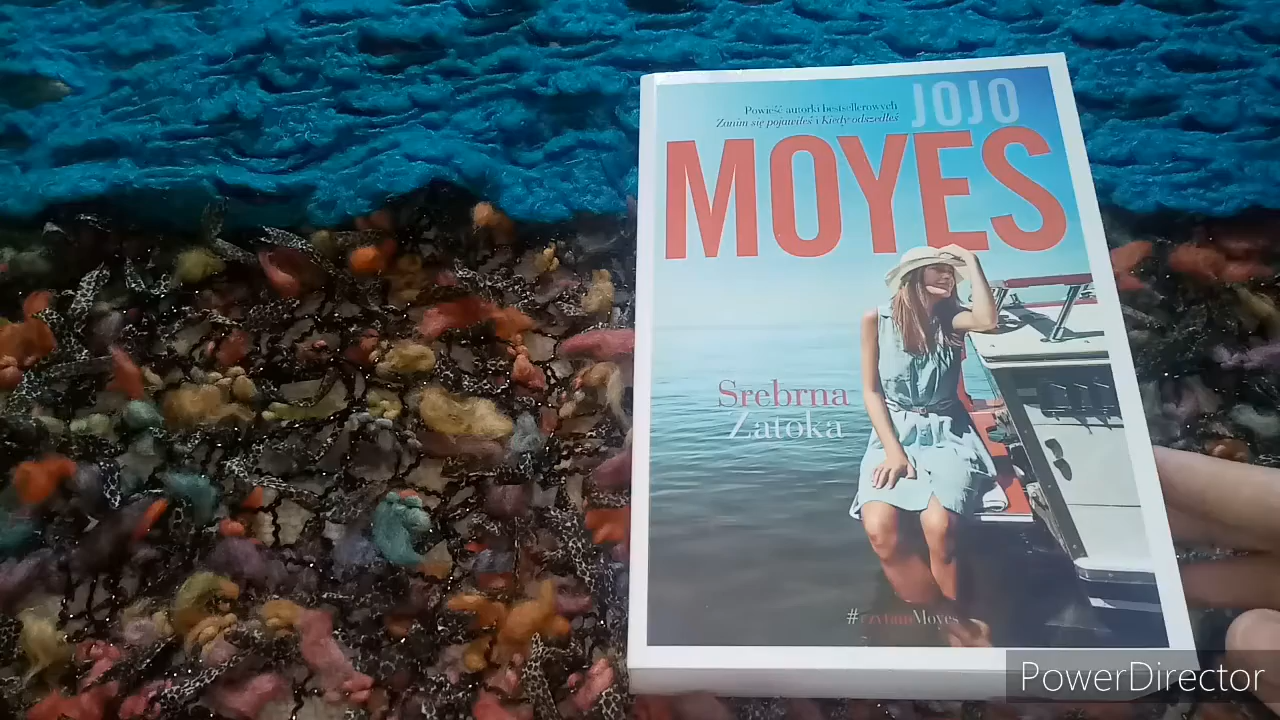 Powieść autorki bestsellerowych
Zanim się pojawiłeś i Kiedy odszedłeś
JOJO
MOYES
Srebrna
Zatoka
#czytamMoyes
PowerDirector